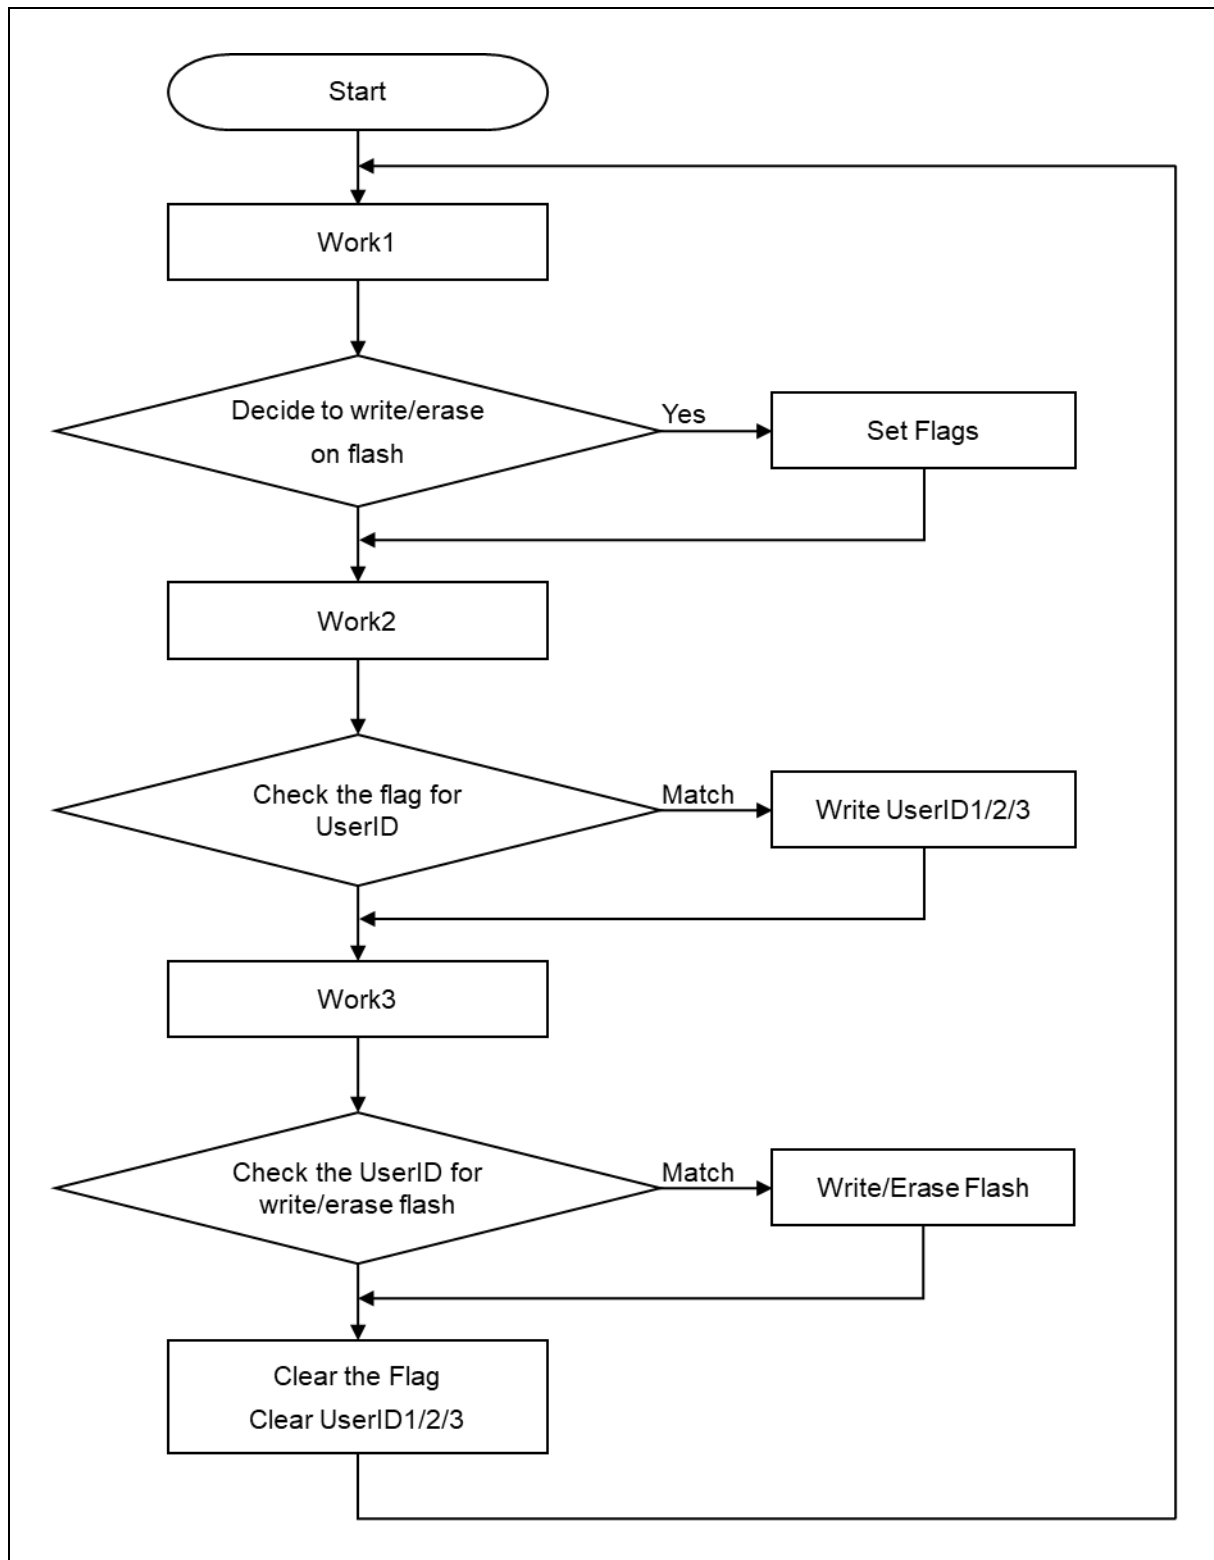 Start
Work1
Decide to write/erase
on flash
Yes
Set Flags
Work2
Check the flag for
UserID
Match
Write UserID1/2/3
Work3
Check the UserID for
write/erase flash
Match
Write/Erase Flash
Clear the Flag
Clear UserID1/2/3